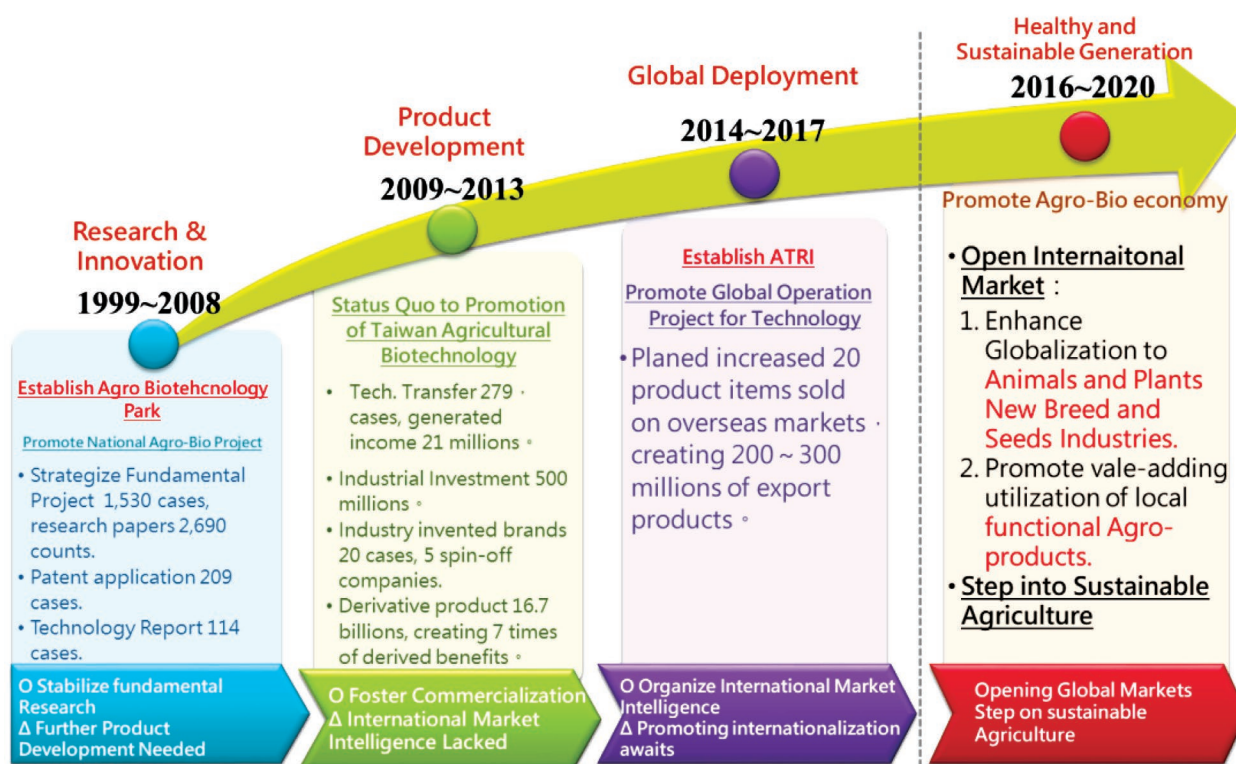 Research &
Innovation
1999~2008
Establish Agro Biotehcnology
Park
Promote National Agro-Bio Project
• Strategize Fundamental
Project 1,530 cases,
research papers 2,690
counts.
• Patent application 209
cases.
• Technology Report 114
cases.
O Stabilize fundamental
Research
Δ Further Product
Development Needed
Product
Development
2009~2013
Status Quo to Promotion
of Taiwan Agricultural
Biotechnology
• Tech. Transfer 279 ·
cases, generated
income 21 millions。
• Industrial Investment 500
millions。
• Industry invented brands
20 cases, 5 spin-off
companies.
• Derivative product 16.7
billions, creating 7 times
of derived benefits。
O Foster Commercialization
Δ International Market
Intelligence Lacked
Global Deployment
2014~2017
Establish ATRI
Promote Global Operation
Project for Technology
• Planed increased 20
product items sold
on overseas markets ·
creating 200 ~ 300
millions of export
products。
O Organize International Market
Intelligence
Δ Promoting internationalization
awaits
Healthy and
Sustainable Generation
2016~2020
Promote Agro-Bio economy
• Open Internaitonal
Market：
1. Enhance
Globalization to
Animals and Plants
New Breed and
Seeds Industries.
2. Promote vale-adding
utilization of local
functional Agro-
products.
• Step into Sustainable
Agriculture
Opening Global Markets
Step on sustainable
Agriculture